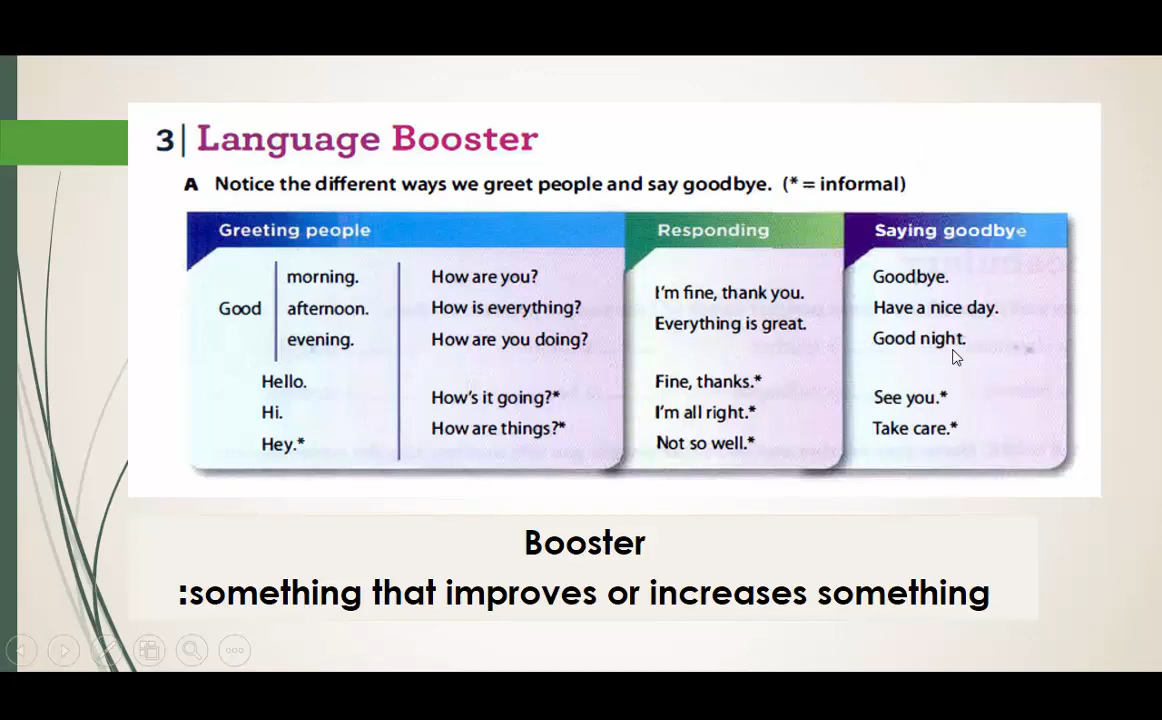 3| Language Booster
A Notice the different ways we greet people and say goodbye. (* = informal)
Greeting people
Good
morning.
afternoon.
evening.
Hello.
Hi.
Hey.*
How are you?
How is everything?
How are you doing?
How's it going?*
How are things?*
Responding
I'm fine, thank you.
Everything is great.
Fine, thanks.*
I'm all right.*
Not so well.*
Saying goodbye
Goodbye.
Have a nice day.
Good night.
See you.*
Take care.*
Booster
:something that improves or increases something